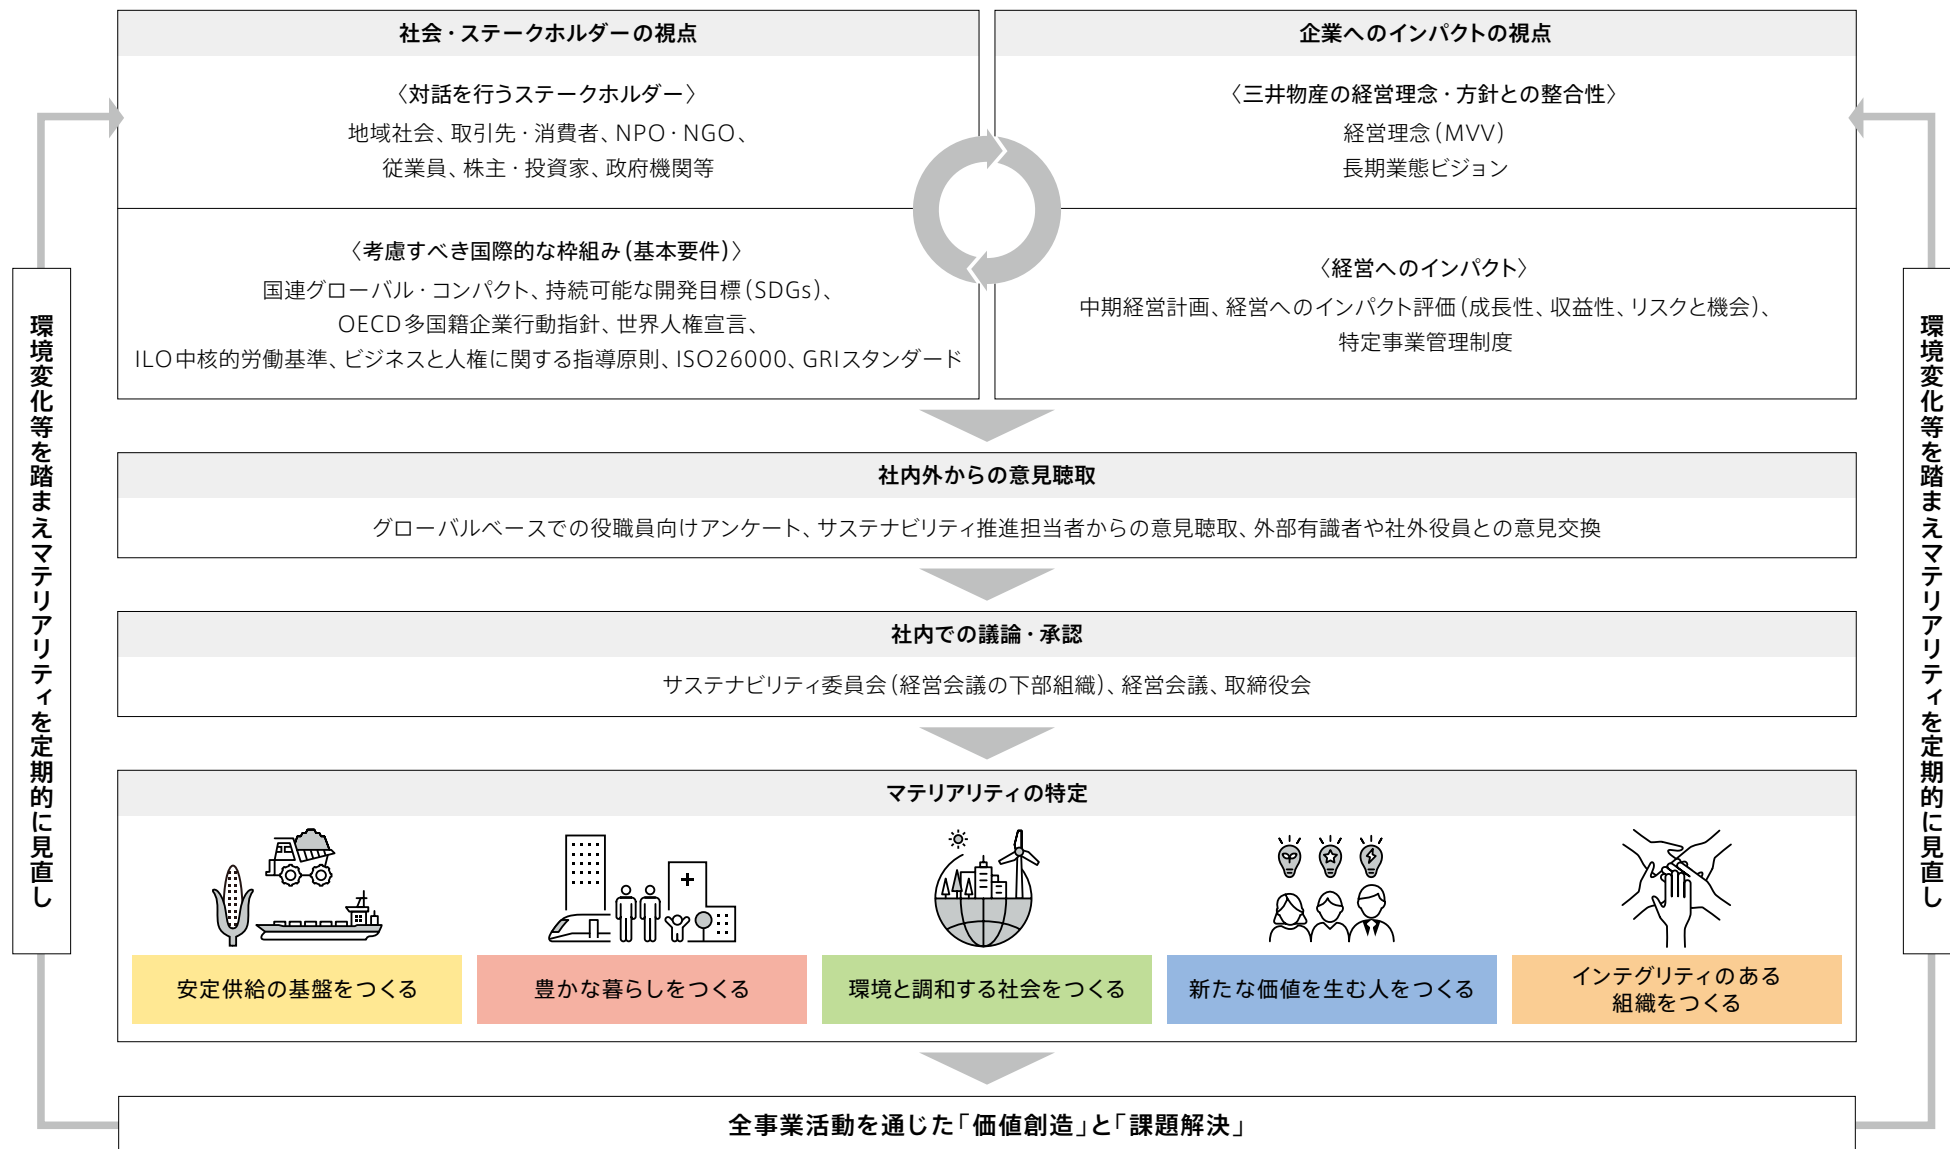 社会・ステークホルダーの視点
〈対話を行うステークホルダー〉
地域社会、取引先・消費者、NPO・NGO、
従業員、株主・投資家、政府機関等
〈考慮すべき国際的な枠組み(基本要件)〉
国連グローバル・コンパクト、持続可能な開発目標(SDGs)、
OECD多国籍企業行動指針、世界人権宣言、
ILO中核的労働基準、ビジネスと人権に関する指導原則、ISO26000、GRIスタンダード
企業へのインパクトの視点
〈三井物産の経営理念・方針との整合性〉
経営理念(MVV)
長期業態ビジョン
〈経営へのインパクト〉
中期経営計画、経営へのインパクト評価(成長性、収益性、リスクと機会)、
特定事業管理制度
環境変化等を踏まえマテリアリティを定期的に見直し
環境変化等を踏まえマテリアリティを定期的に見直し
社内外からの意見聴取
グローバルベースでの役職員向けアンケート、サステナビリティ推進担当者からの意見聴取、外部有識者や社外役員との意見交換
社内での議論・承認
サステナビリティ委員会(経営会議の下部組織)、経営会議、取締役会
マテリアリティの特定
安定供給の基盤をつくる
豊かな暮らしをつくる
環境と調和する社会をつくる
新たな価値を生む人をつくる
インテグリティのある
組織をつくる
全事業活動を通じた「価値創造」と「課題解決」